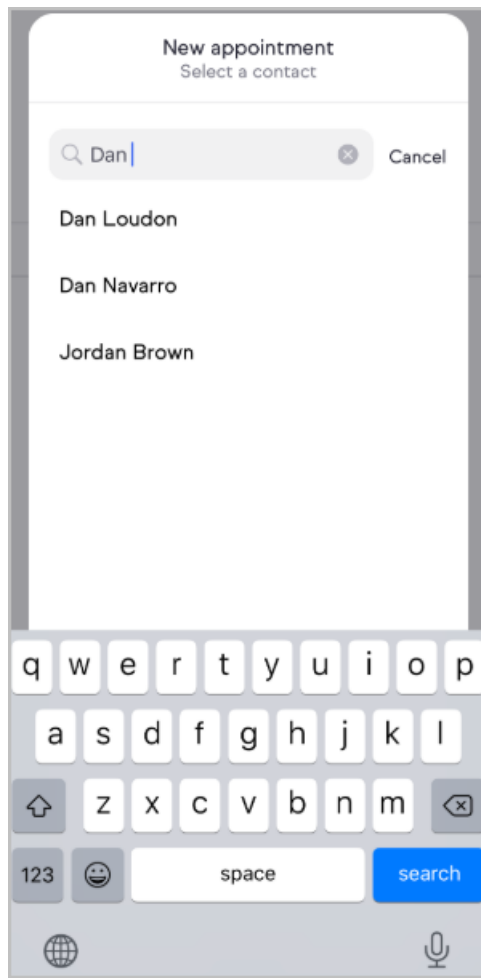 New appointment
Select a contact
Dan Cancel
Dan Loudon
Dan Navarro
Jordan Brown
q w e r t y u i o p
a s d f g h j k l
z x c v b n m
123 space search